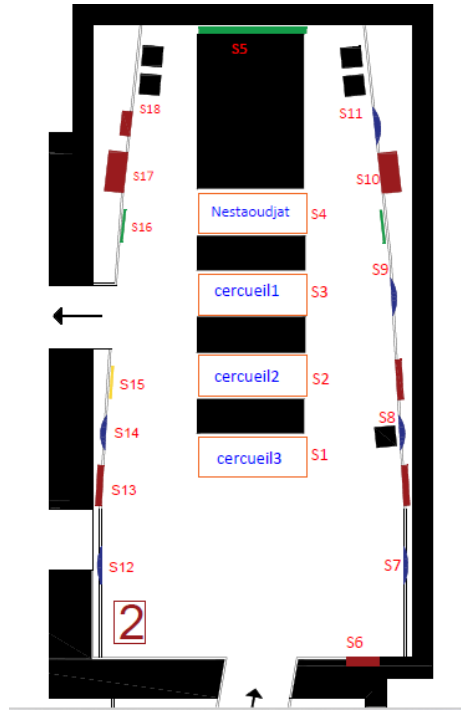 S5
S18
S11
S17
S10
Nestaoudjat
S4
S16
S9
cercueil1
S3
cercueil2
S2
S15
S8
S14
cercueil3
S1
S13
S12
S7
2
S6